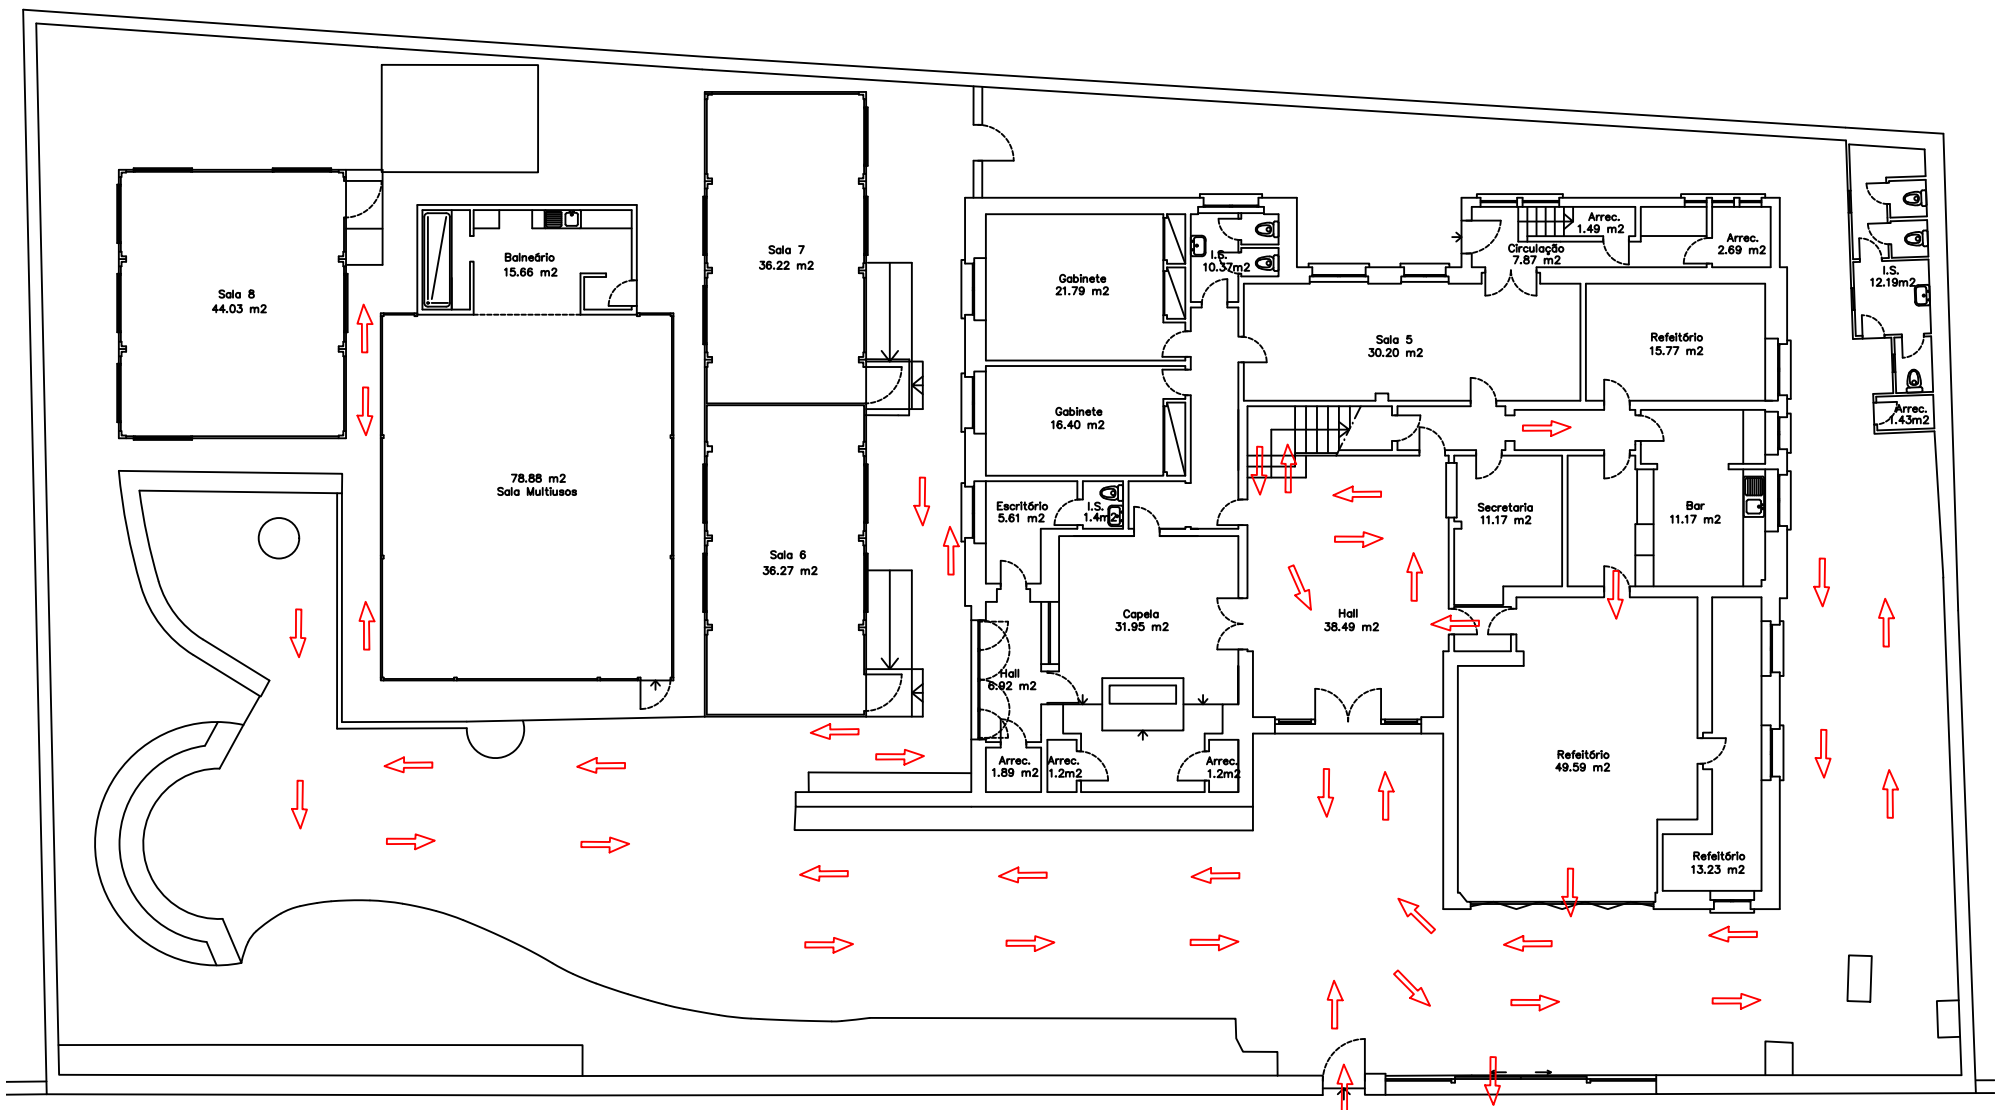 Sala 8
44.03 m2
Balneário
15.66 m2
78.88 m2
Sala Multiusos
Sala 7
36.22 m2
Sala 6
36.27 m2
Gabinete
21.79 m2
Gabinete
16.40 m2
I.S.
10.37m2
Escritório
5.61 m2
I.S.
1.4m2
Capela
31.95 m2
Hall
6.92 m2
Arrec.
1.89 m2
Arrec.
1.2m2
Arrec.
1.2m2
Sala 5
30.20 m2
Circulação
7.87 m2
Arrec.
1.49 m2
Arrec.
2.69 m2
Refeitório
15.77 m2
Secretaria
11.17 m2
Bar
11.17 m2
Hall
38.49 m2
Refeitório
49.59 m2
Refeitório
13.23 m2
I.S.
12.19m2
Arrec.
1.43m2